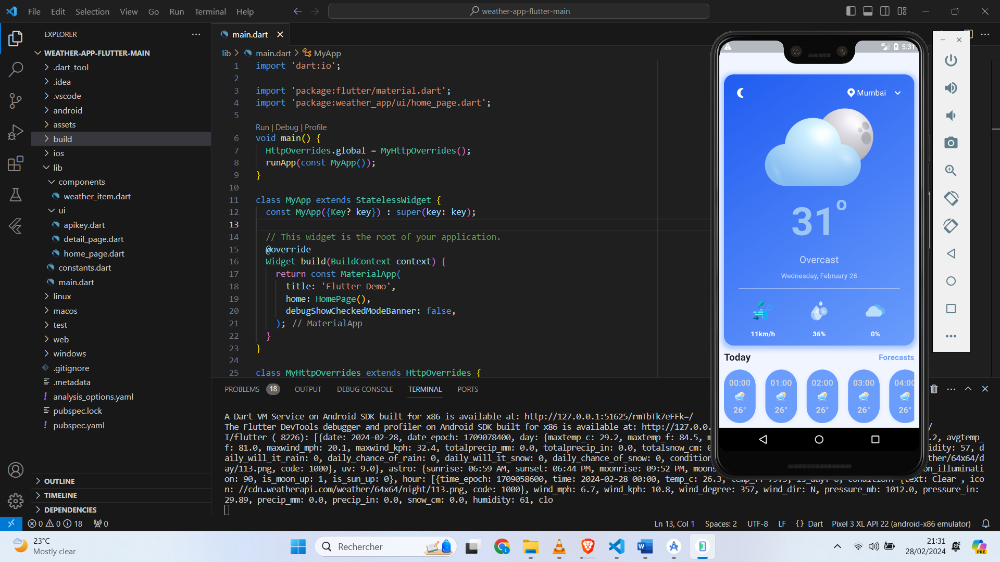 File Edit Selection View Go Run Terminal Help
weather-app-flutter-main
EXPLORER
WEATHER-APP-FLUTTER-MAIN
.dart_tool
.idea
.vscode
android
assets
build
ios
lib
components
weather_item.dart
ui
apikey.dart
detail_page.dart
home_page.dart
constants.dart
main.dart
linux
macos
test
web
windows
.gitignore
.metadata
analysis_options.yaml
pubspec.lock
pubspec.yaml
OUTLINE
TIMELINE
DEPENDENCIES
main.dart
lib > main.dart > MyApp
1 import 'dart:io';
2
3 import 'package:flutter/material.dart';
4 import 'package:weather_app/ui/home_page.dart';
5
Run | Debug | Profile
6 void main() {
7 HttpOverrides.global = MyHttpOverrides();
8 runApp(const MyApp());
9 }
10
11 class MyApp extends StatelessWidget {
12 const MyApp({Key? key}) : super(key: key);
13
14 // This widget is the root of your application.
15 @override
16 Widget build(BuildContext context) {
17 return const MaterialApp(
18 title: 'Flutter Demo',
19 home: HomePage(),
20 debugShowCheckedModeBanner: false,
21 ); // MaterialApp
22 }
23 }
24
25 class MyHttpOverrides extends HttpOverrides {
PROBLEMS 18 OUTPUT DEBUG CONSOLE TERMINAL PORTS
A Dart VM Service on Android SDK built for x86 is available at: http://127.0.0.1:51625/rmTbTk7eFFk=/
The Flutter DevTools debugger and profiler on Android SDK built for x86 is available at: http://127.0.0. /
I/flutter ( 8226): [{date: 2024-02-28, date_epoch: 1709078400, day: {maxtemp_c: 29.2, maxtemp_f: 84.5, .2, avgtemp_
f: 81.0, maxwind_mph: 20.1, maxwind_kph: 32.4, totalprecip_mm: 0.0, totalprecip_in: 0.0, totalsnow_cm: idity: 57, d
aily_will_it_rain: 0, daily_chance_of_rain: 0, daily_will_it_snow: 0, daily_chance_of_snow: 0, condition ther/64x64/d
ay/113.png, code: 1000}, uv: 9.0}, astro: {sunrise: 06:59 AM, sunset: 06:44 PM, moonrise: 09:52 PM, on_illuminati
on: 90, is_moon_up: 1, is_sun_up: 0}, hour: [{time_epoch: 1709058600, time: 2024-02-28 00:00, temp_c: 26.3, temp_f: 79.3, is_day: 0, condition: {text: Clear , ico
n: //cdn.weatherapi.com/weather/64x64/night/113.png, code: 1000}, wind_mph: 6.7, wind_kph: 10.8, wind_degree: 357, wind_dir: N, pressure_mb: 1012.0, pressure_in:
29.89, precip_mm: 0.0, precip_in: 0.0, snow_cm: 0.0, humidity: 61, clo
4G 5:31
Mumbai
31°
Overcast
Wednesday, February 28
%
11km/h 36% 0%
Today Forecasts
00:00 01:00 02:00 03:00 04:00
26° 26° 26° 26° 26°
0 0 18 0
Ln 13, Col 1 Spaces: 2 UTF-8 LF {} Dart Pixel 3 XL API 22 (android-x86 emulator)
23°C
Mostly clear
Rechercher
L
W
PRE
21:31
28/02/2024